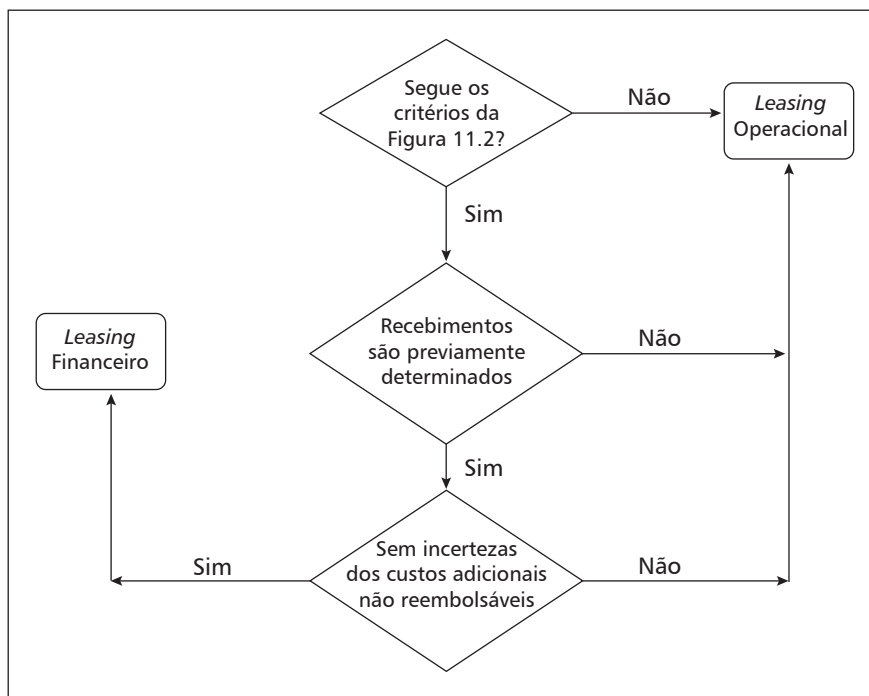 Segue os
critérios da
Figura 11.2?
Não
Leasing
Operacional
Sim
Leasing
Financeiro
Recebimentos
são previamente
determinados
Não
Sim
Sim
Sem incertezas
dos custos adicionais
não reembolsáveis
Não